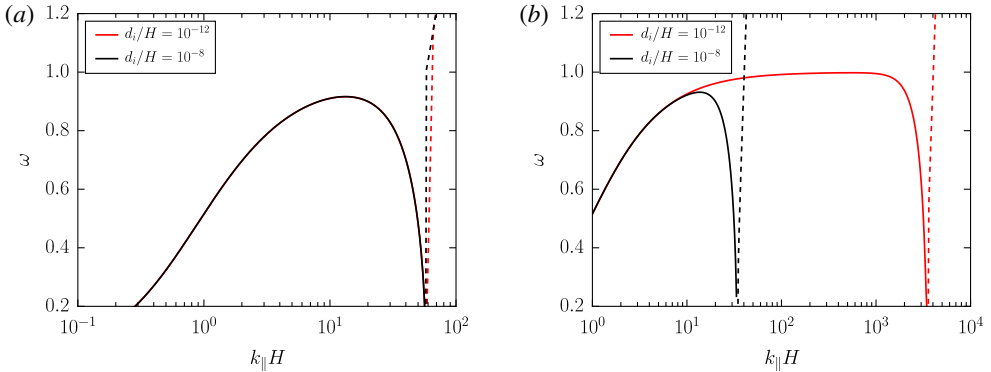 (a)
1.2
1.0
0.8
0.6
0.4
0.2
ω
d_i/H = 10^{-12}
d_i/H = 10^{-8}
10^{-1} 10^0 10^1 10^2
k_∥H
(b)
1.2
1.0
0.8
0.6
0.4
0.2
ω
d_i/H = 10^{-12}
d_i/H = 10^{-8}
10^0 10^1 10^2 10^3 10^4
k_∥H